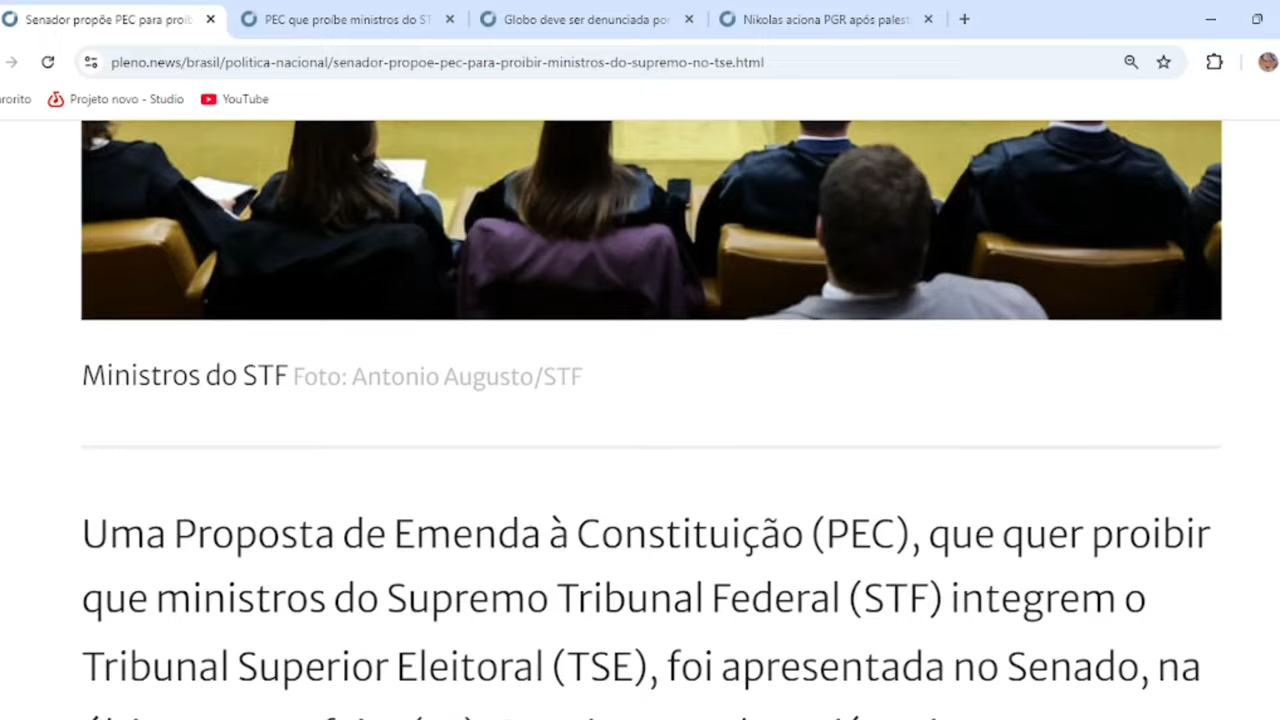 Senador propõe PEC para proib
PEC que proíbe ministros do ST
Globo deve ser denunciada po
Nikolas aciona PGR após palest
pleno.news/brasil/politica-nacional/senador-propoe-pec-para-proibir-ministros-do-supremo-no-tse.html
Projeto novo - Studio
YouTube
Ministros do STF Foto: Antonio Augusto/STF
Uma Proposta de Emenda à Constituição (PEC), que quer proibir
que ministros do Supremo Tribunal Federal (STF) integrem o
Tribunal Superior Eleitoral (TSE), foi apresentada no Senado, na